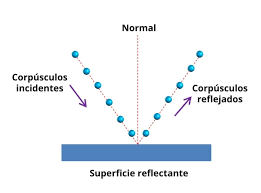 Normal
Corpúsculos
incidentes
Corpúsculos
reflejados
Superficie reflectante